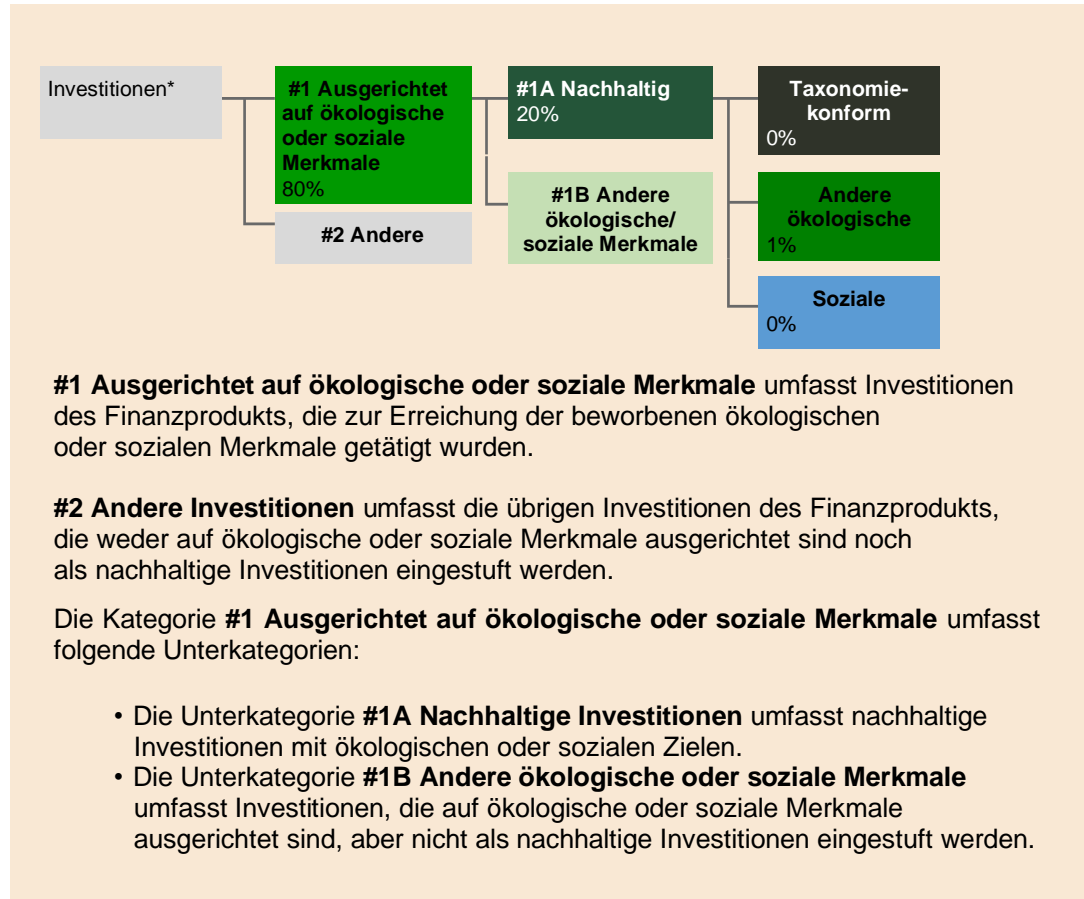 Investitionen*
#1 Ausgerichtet
auf ökologische
oder soziale
Merkmale
80%
#2 Andere
#1A Nachhaltig
20%
#1B Andere
ökologische/
soziale Merkmale
Taxonomie-
konform
0%
Andere
ökologische
1%
Soziale
0%
#1 Ausgerichtet auf ökologische oder soziale Merkmale umfasst Investitionen
des Finanzprodukts, die zur Erreichung der beworbenen ökologischen
oder sozialen Merkmale getätigt wurden.
#2 Andere Investitionen umfasst die übrigen Investitionen des Finanzprodukts,
die weder auf ökologische oder soziale Merkmale ausgerichtet sind noch
als nachhaltige Investitionen eingestuft werden.
Die Kategorie #1 Ausgerichtet auf ökologische oder soziale Merkmale umfasst
folgende Unterkategorien:
• Die Unterkategorie #1A Nachhaltige Investitionen umfasst nachhaltige
Investitionen mit ökologischen oder sozialen Zielen.
• Die Unterkategorie #1B Andere ökologische oder soziale Merkmale
umfasst Investitionen, die auf ökologische oder soziale Merkmale
ausgerichtet sind, aber nicht als nachhaltige Investitionen eingestuft werden.